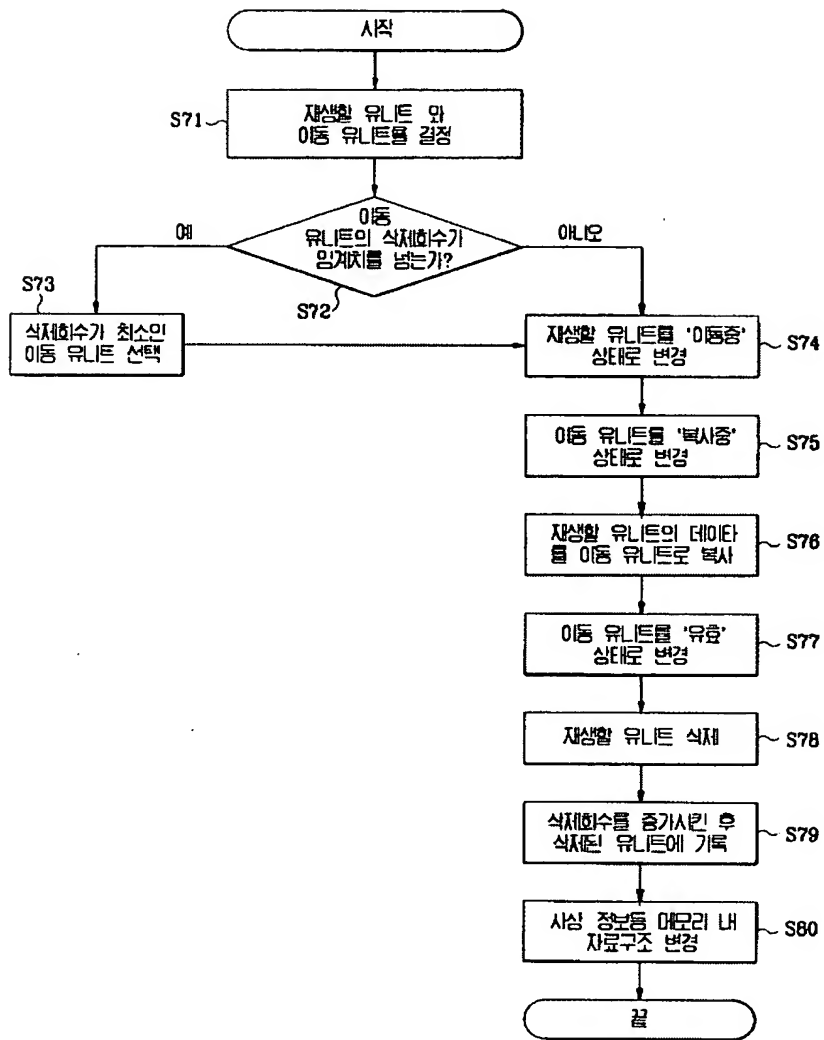 시작
S71
재생할 유니트 와
이동 유니트를 결정
이동
유니트의 삭제회수가
임계치를 넘는가?
예
아니오
S72
S73
삭제회수가 최소인
이동 유니트 선택
재생할 유니트를 '이동중'
상태로 변경
S74
이동 유니트를 '복사중'
상태로 변경
S75
재생할 유니트의 데이타
를 이동 유니트로 복사
S76
이동 유니트를 '유효'
상태로 변경
S77
재생할 유니트 삭제
S78
삭제회수를 증가시킨 후
삭제된 유니트에 기록
S79
사상 정보등 메모리 내
자료구조 변경
S80
끝